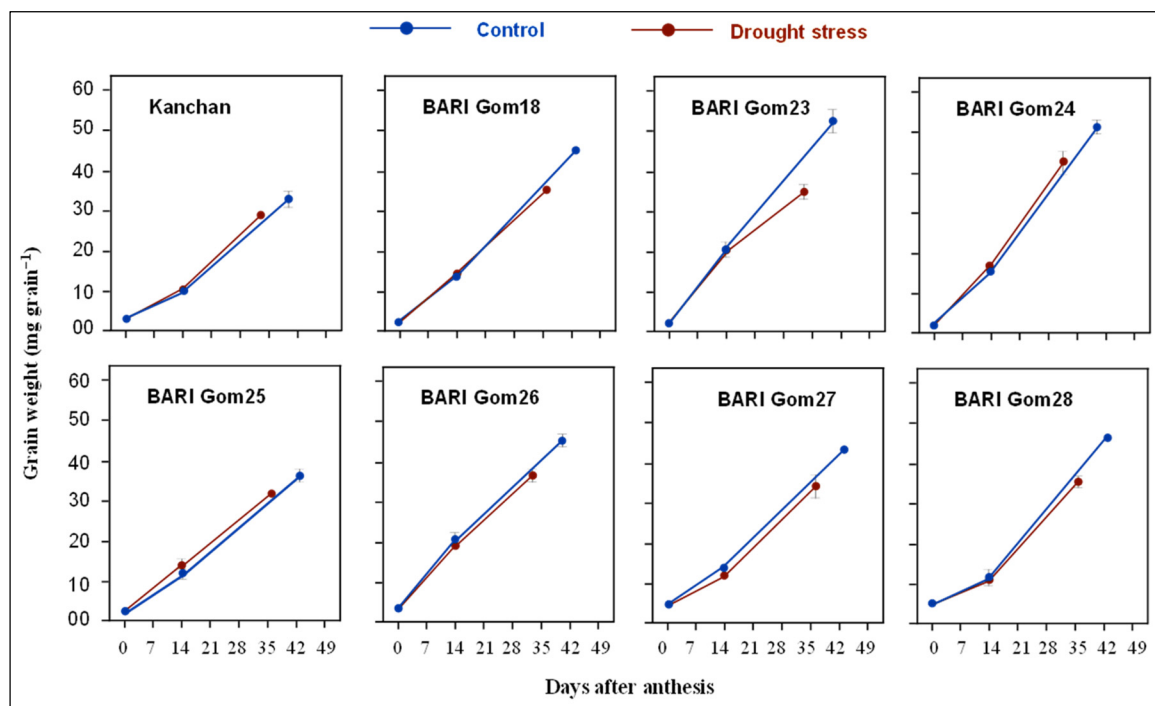 Control Drought stress
Kanchan
BARI Gom18
BARI Gom23
BARI Gom24
60
50
40
30
20
10
00
BARI Gom25
BARI Gom26
BARI Gom27
BARI Gom28
60
50
40
30
20
10
00
0 7 14 21 28 35 42 49
0 7 14 21 28 35 42 49
0 7 14 21 28 35 42 49
0 7 14 21 28 35 42 49
Grain weight (mg grain⁻¹)
Days after anthesis